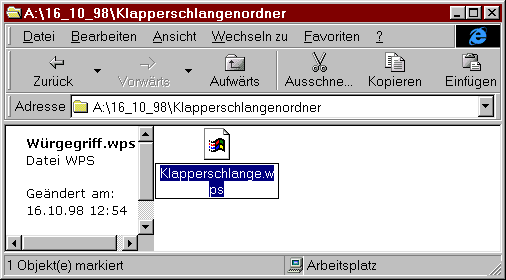 A:\16_10_98\Klapperschlangenordner
Datei Bearbeiten Ansicht Wechseln zu Favoriten ?
Zurück Vorwärts Aufwärts Ausschne... Kopieren Einfügen
Adresse A:\16_10_98\Klapperschlangenordner
Würgegriff.wps
Datei WPS
Geändert am:
16.10.98 12:54
Klapperschlange.w
ps
1 Objekt(e) markiert Arbeitsplatz